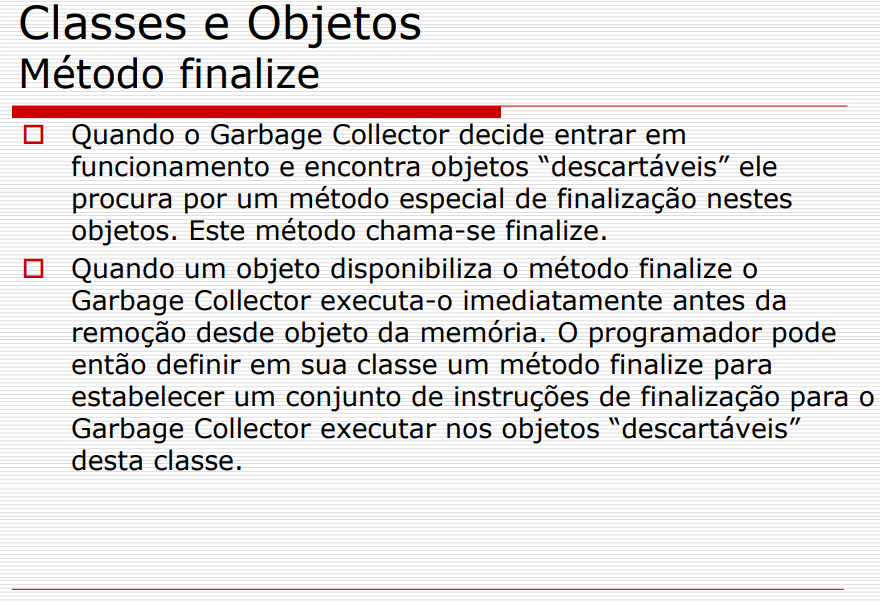 Classes e Objetos
Método finalize
Quando o Garbage Collector decide entrar em
funcionamento e encontra objetos “descartáveis” ele
procura por um método especial de finalização nestes
objetos. Este método chama-se finalize.
Quando um objeto disponibiliza o método finalize o
Garbage Collector executa-o imediatamente antes da
remoção desde objeto da memória. O programador pode
então definir em sua classe um método finalize para
estabelecer um conjunto de instruções de finalização para o
Garbage Collector executar nos objetos “descartáveis”
desta classe.